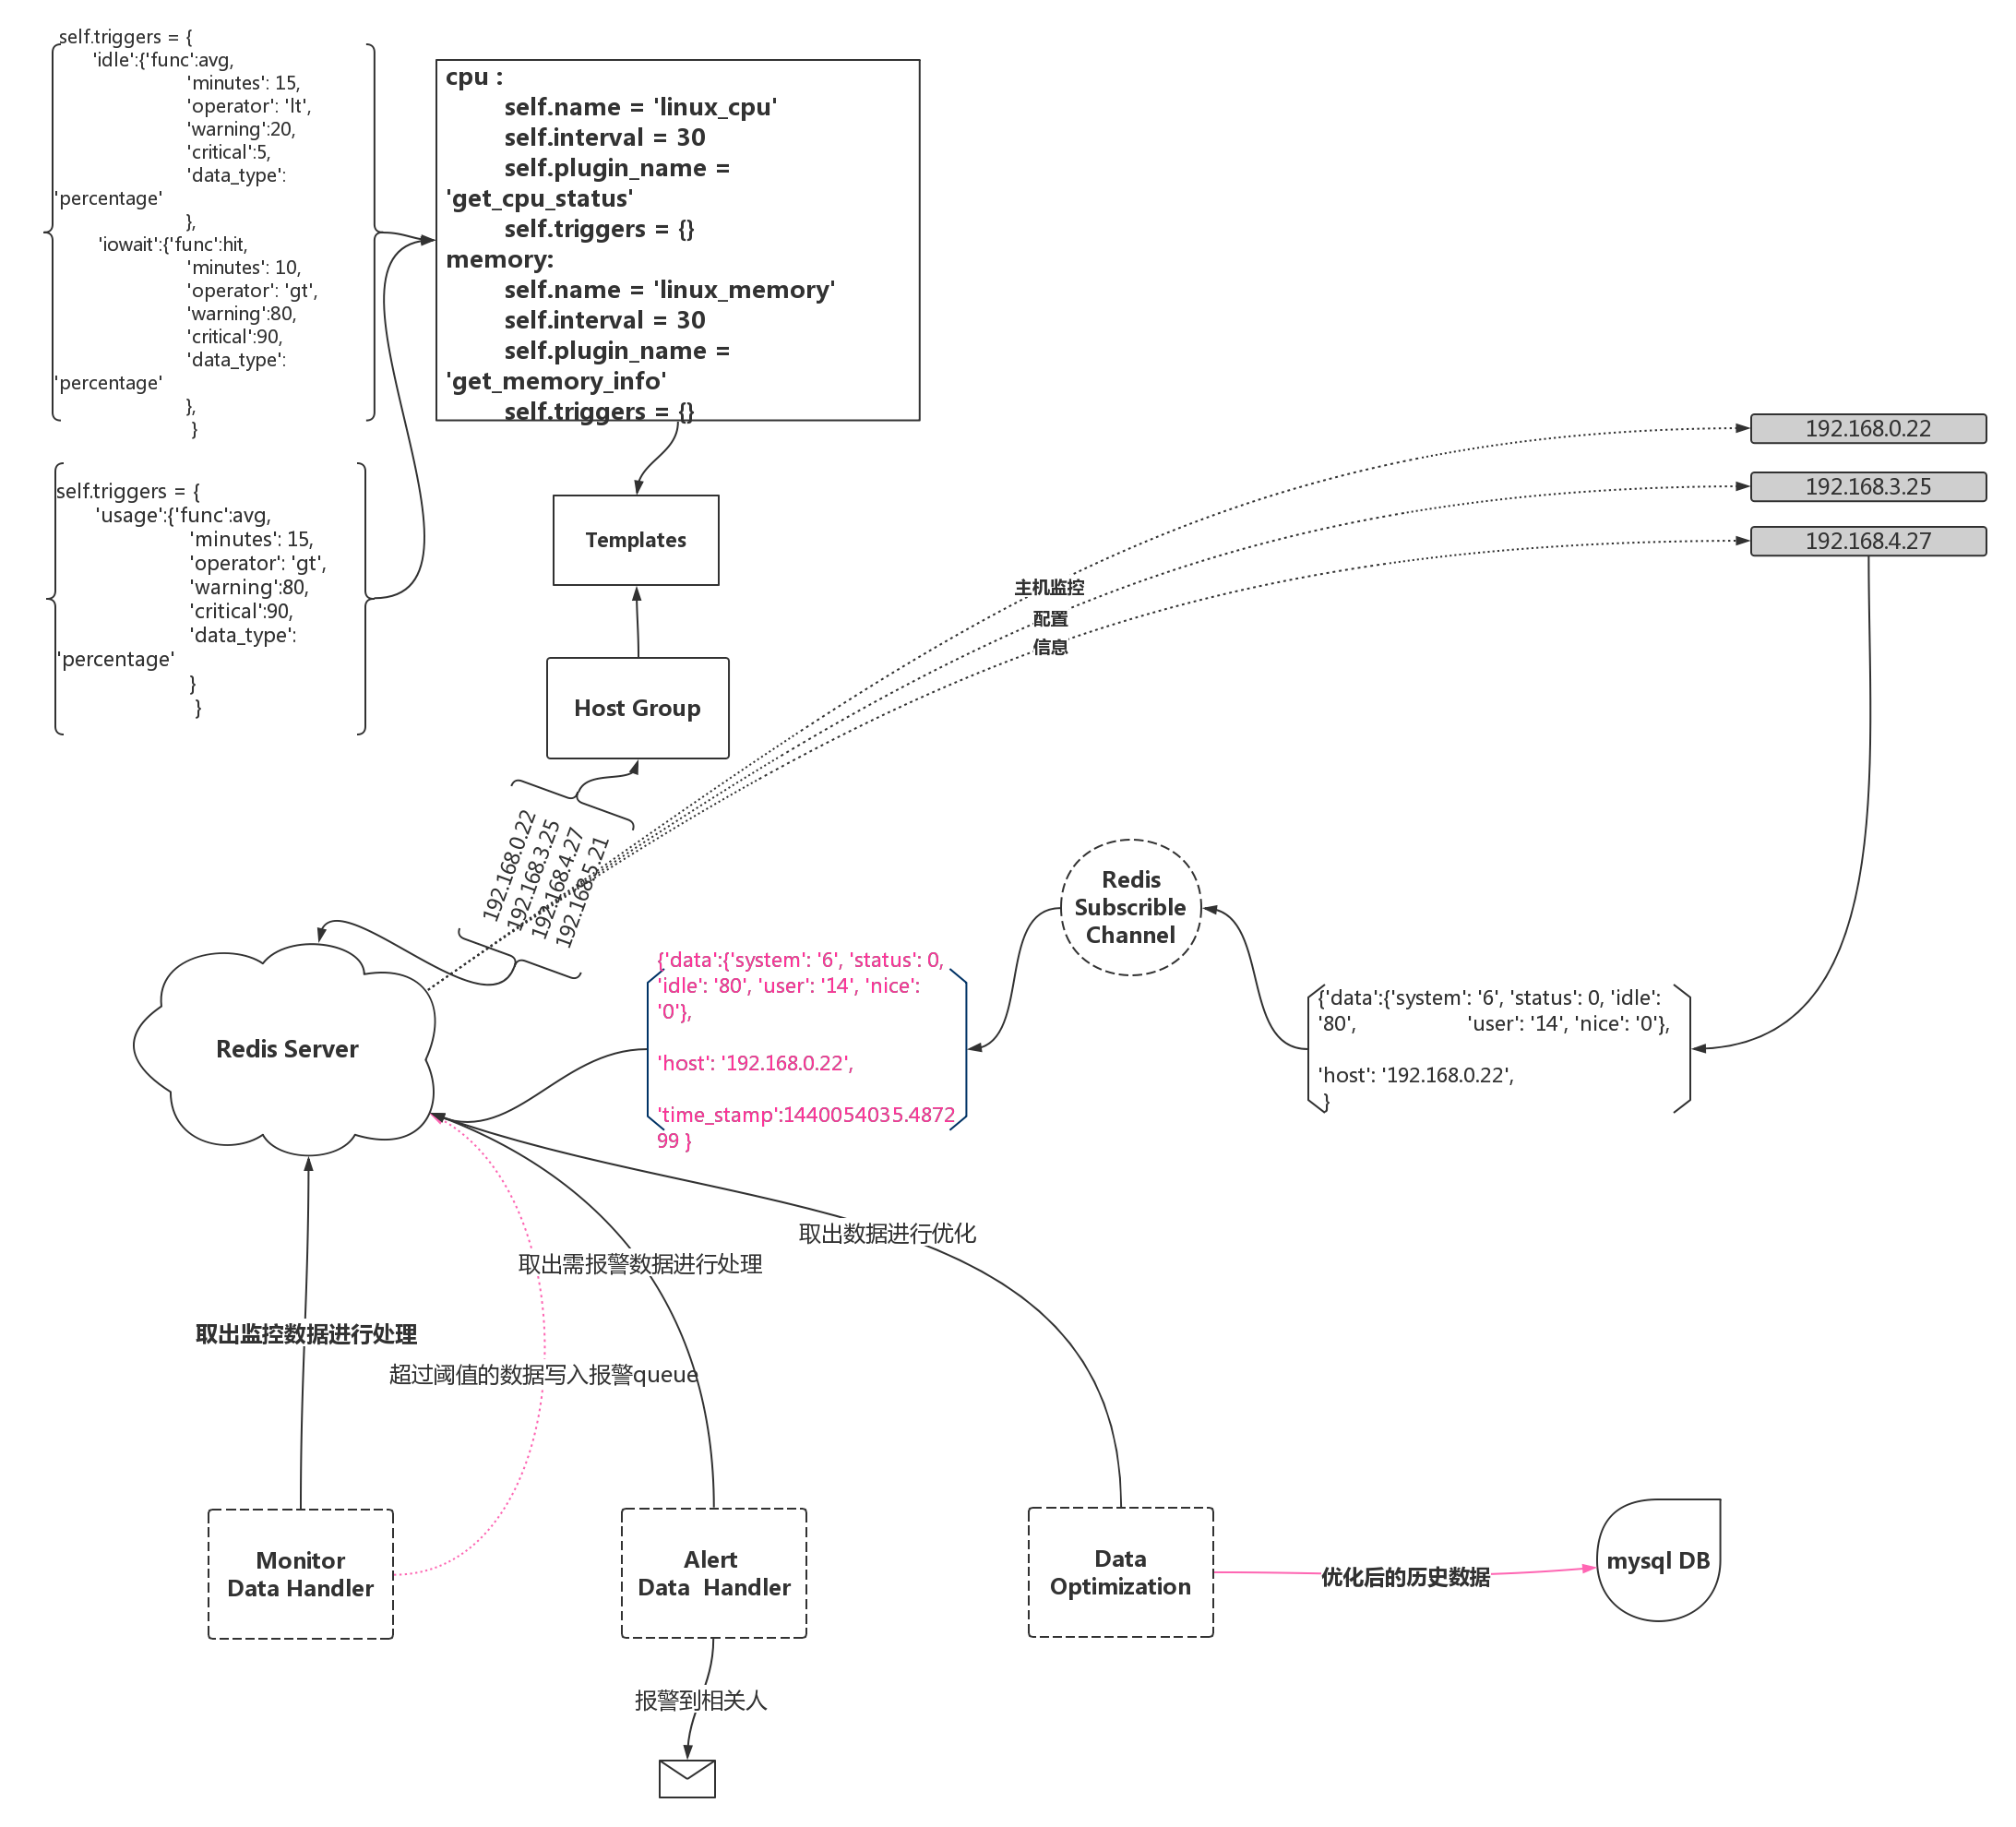 self.triggers = {
'idle':{'func':avg,
'minutes': 15,
'operator': 'lt',
'warning':20,
'critical':5,
'data_type':
'percentage'
},
'iowait':{'func':hit,
'minutes': 10,
'operator': 'gt',
'warning':80,
'critical':90,
'data_type':
'percentage'
},
}
cpu :
self.name = 'linux_cpu'
self.interval = 30
self.plugin_name =
'get_cpu_status'
self.triggers = {}
memory:
self.name = 'linux_memory'
self.interval = 30
self.plugin_name =
'get_memory_info'
self.triggers = {}
self.triggers = {
'usage':{'func':avg,
'minutes': 15,
'operator': 'gt',
'warning':80,
'critical':90,
'data_type':
'percentage'
}
}
Templates
Host Group
192.168.0.22
192.168.3.25
192.168.4.27
主机监控
配置
信息
192.168.0.22
192.168.3.25
192.168.4.27
192.168.5.21
Redis
Subscrible
Channel
Redis Server
{'data':{'system': '6', 'status': 0,
'idle': '80', 'user': '14', 'nice':
'0'},
'host': '192.168.0.22',
'time_stamp':1440054035.4872
99 }
{'data':{'system': '6', 'status': 0, 'idle':
'80', 'user': '14', 'nice': '0'},
'host': '192.168.0.22',
}
取出数据进行优化
取出需报警数据进行处理
取出监控数据进行处理
超过阈值的数据写入报警queue
Monitor
Data Handler
Alert
Data  Handler
Data
Optimization
优化后的历史数据
mysql DB
报警到相关人